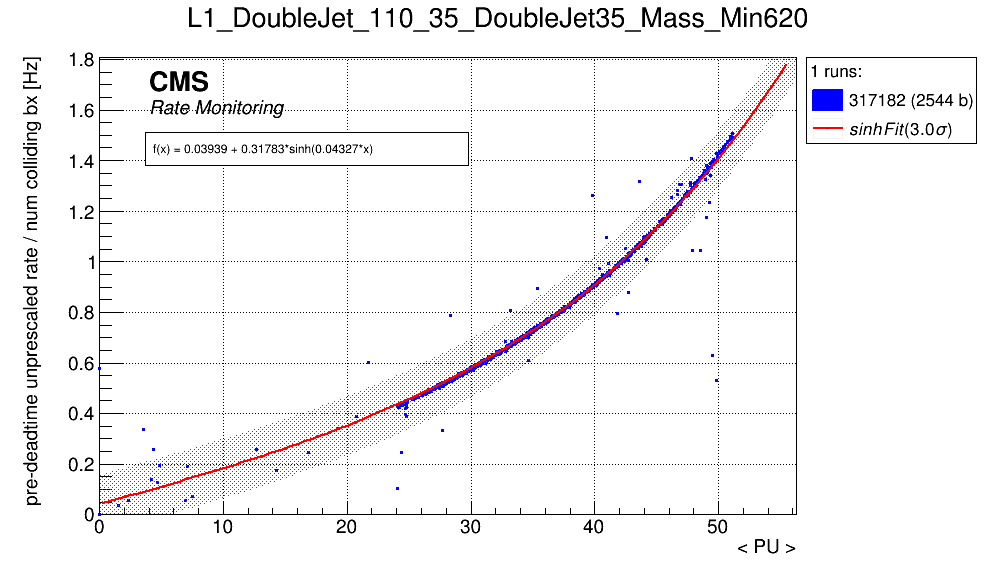 L1_DoubleJet_110_35_DoubleJet35_Mass_Min620
pre-deadtime unprescaled rate / num colliding bx [Hz]
1.8
1.6
1.4
1.2
1
0.8
0.6
0.4
0.2
0
CMS
Rate Monitoring
f(x) = 0.03939 + 0.31783*sinh(0.04327*x)
1 runs:
317182 (2544 b)
sinhFit(3.0σ)
0 10 20 30 40 50
< PU >